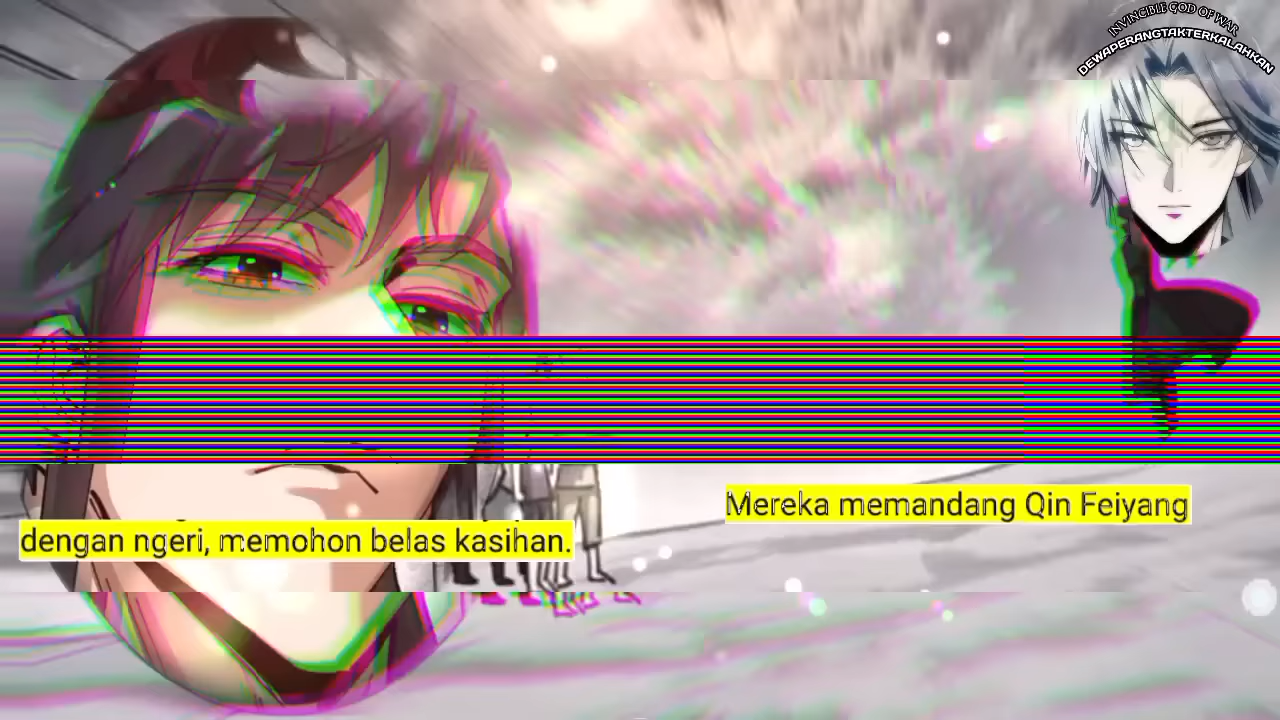 INVINCIBLE GOD OF WAR
DEWAPERANGTAKTERKALAHKAN
Mereka memandang Qin Feiyang
dengan ngeri, memohon belas kasihan.